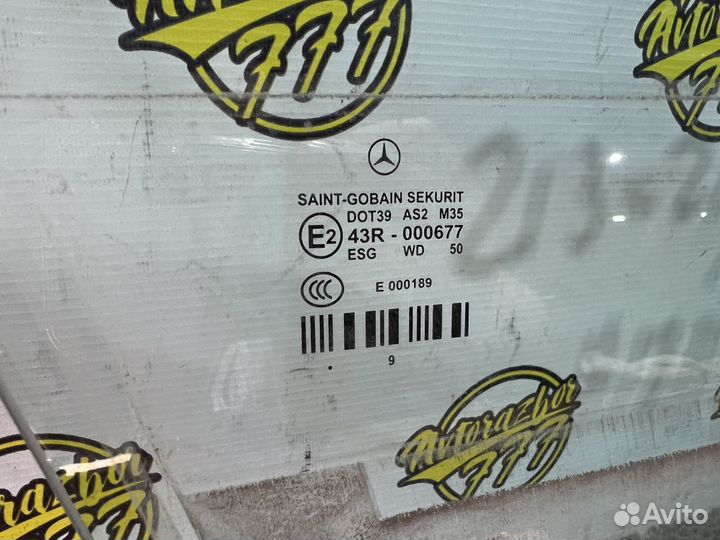 Avtorazbor
777
SAINT-GOBAIN SEKURIT
DOT39 AS2 M35
E2 43R - 000677
ESG WD 50
CCC E 000189
. 9
Avtorazbor
777
Avito